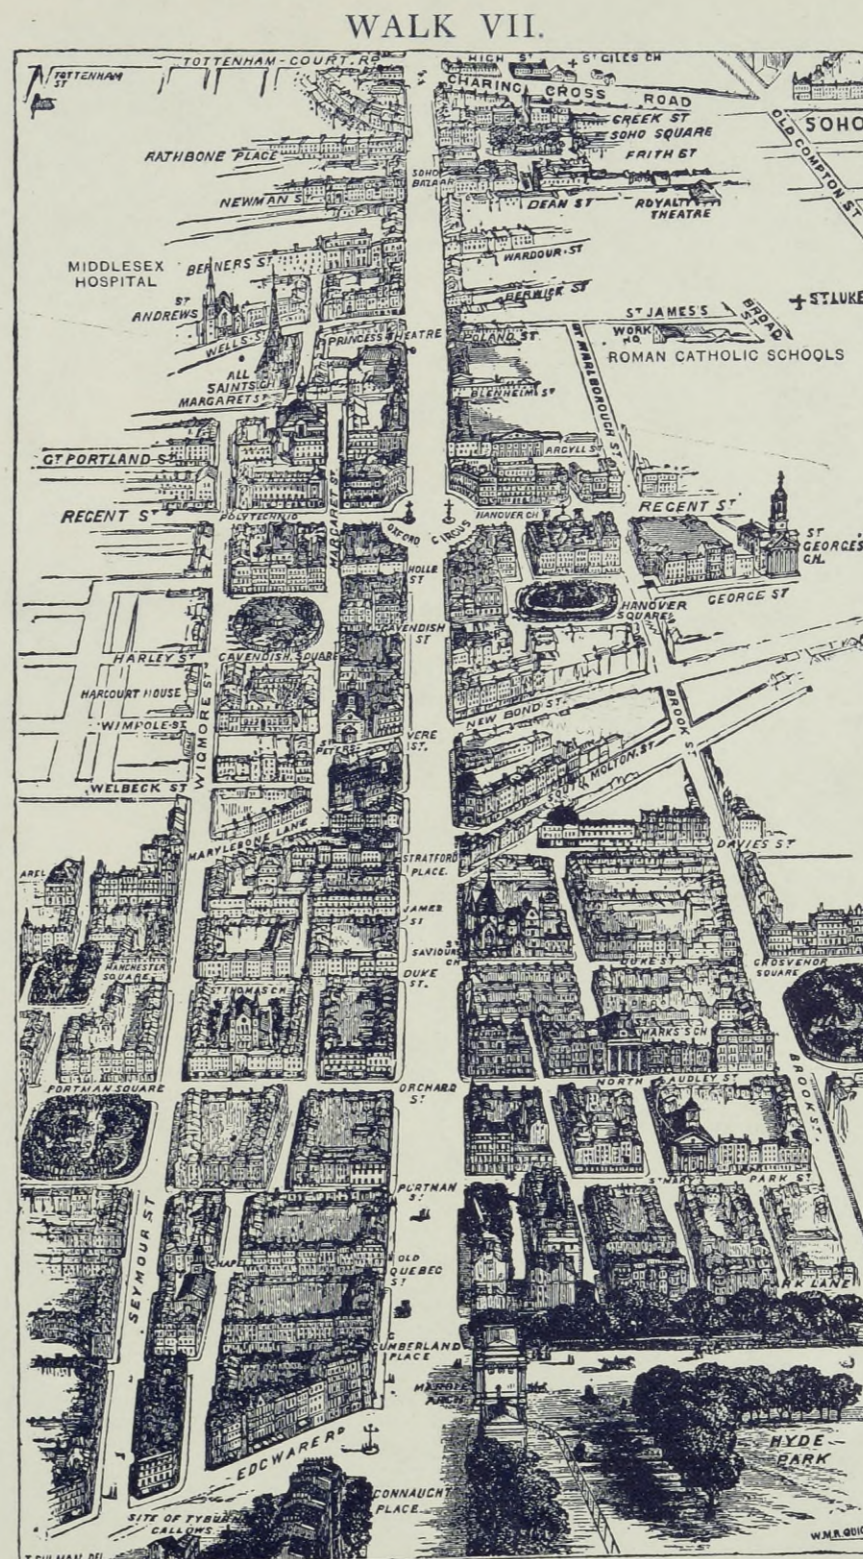 WALK VII.
TOTTENHAM-COURT. RD
HIGH ST
+ ST GILES CH
TOTTENHAM
ST
CHARING CROSS
ROAD
GREEK ST
SOHO SQUARE
SOHO
OLD COMPTON ST
RATHBONE PLACE
FRITH ST
SOHO
BAZAAR
NEWMAN S
DEAN ST
ROYALTY
THEATRE
WARDOUR ST
BERNERS ST
MIDDLESEX
HOSPITAL
BERWICK ST
ST
ANDREWS
ST JAMES'S
BROAD
ST
+ ST LUKE
WELLS ST
PRINCESS THEATRE
POLAND ST
WORK
HO.
ROMAN CATHOLIC SCHOOLS
GT MARLBOROUGH ST
ALL
SAINTS
MARGARET ST
BLENHEIM ST
ARGYLL ST
GT PORTLAND ST
MARGARET ST
REGENT ST
POLYTECHNIC
OXFORD CIRCUS
HANOVER CH
REGENT ST
ST
GEORGES
CH.
HOLLE
ST
GEORGE ST
HANOVER
SQUARE
CAVENDISH
ST
HARLEY ST
CAVENDISH. SQUARE
HARCOURT HOUSE
WIGMORE ST
WIMPOLE ST
NEW BOND ST
BROOK ST
ST
PETERS
VERE
ST.
SOUTH MOLTON ST
WELBECK ST
MARYLEBONE LANE
DAVIES ST
STRATFORD
PLACE.
JAMES
ST
ST
SAVIOURS
CH
MANCHESTER
SQUARE
DUKE
ST.
DUKE ST
GROSVENOR
SQUARE
ST THOMAS CH
MARKS CH
PORTMAN SQUARE
ORCHARD
ST
NORTH AUDLEY ST
BROOK ST
PORTMAN
ST
PARK ST
SEYMOUR ST
CHAPEL
OLD
QUEBEC
ST
PARK LANE
CUMBERLAND
PLACE
MARBLE
ARCH
HYDE
PARK
EDGWARE RD
CONNAUGHT
PLACE
SITE OF TYBURN
GALLOWS